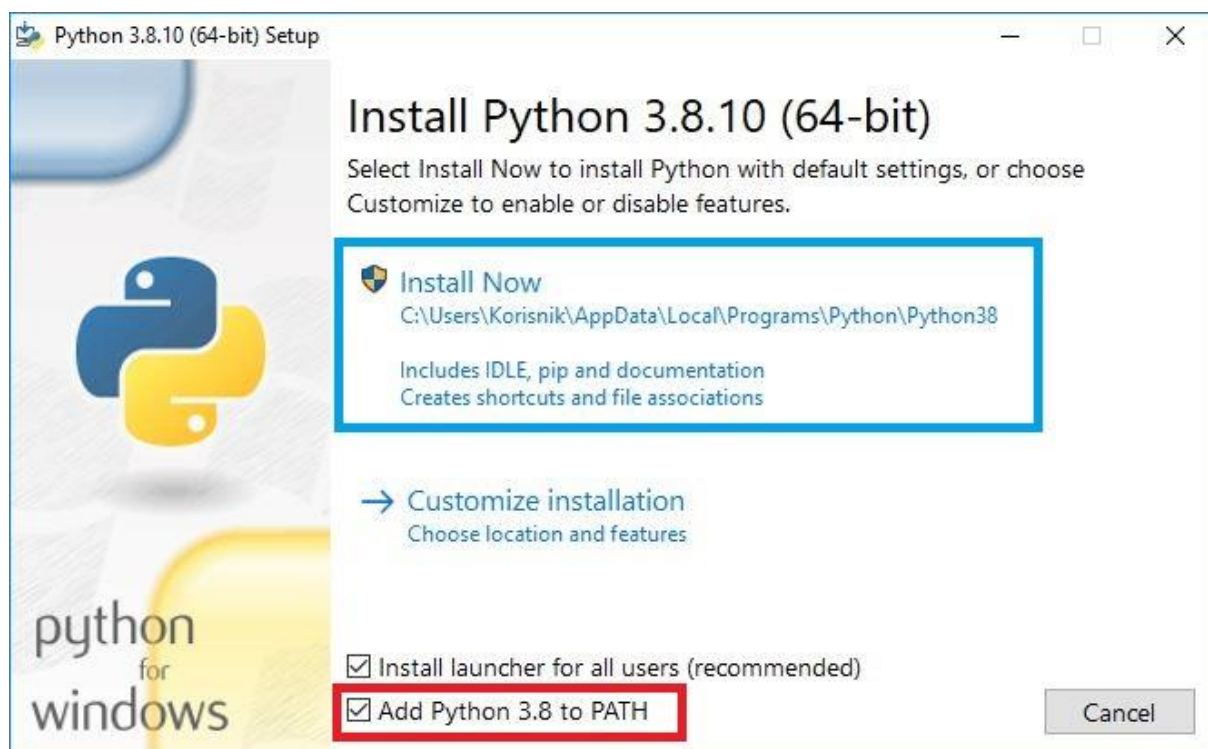 Python 3.8.10 (64-bit) Setup
Install Python 3.8.10 (64-bit)
Select Install Now to install Python with default settings, or choose
Customize to enable or disable features.
Install Now
C:\Users\Korisnik\AppData\Local\Programs\Python\Python38
Includes IDLE, pip and documentation
Creates shortcuts and file associations
Customize installation
Choose location and features
python
for
windows
Install launcher for all users (recommended)
Add Python 3.8 to PATH
Cancel